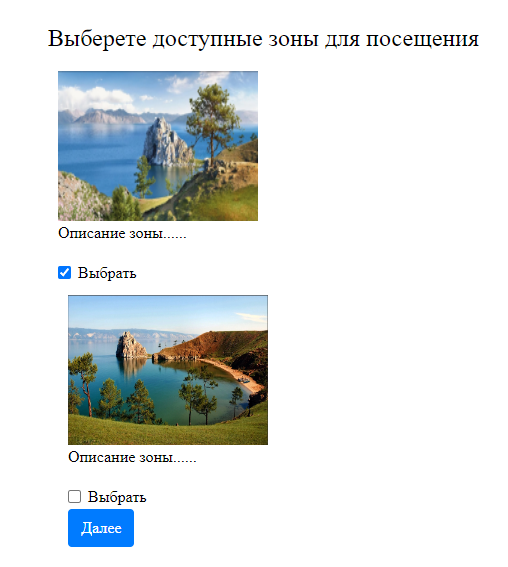 Выберете доступные зоны для посещения
Описание зоны......
Выбрать
Описание зоны......
Выбрать
Далее